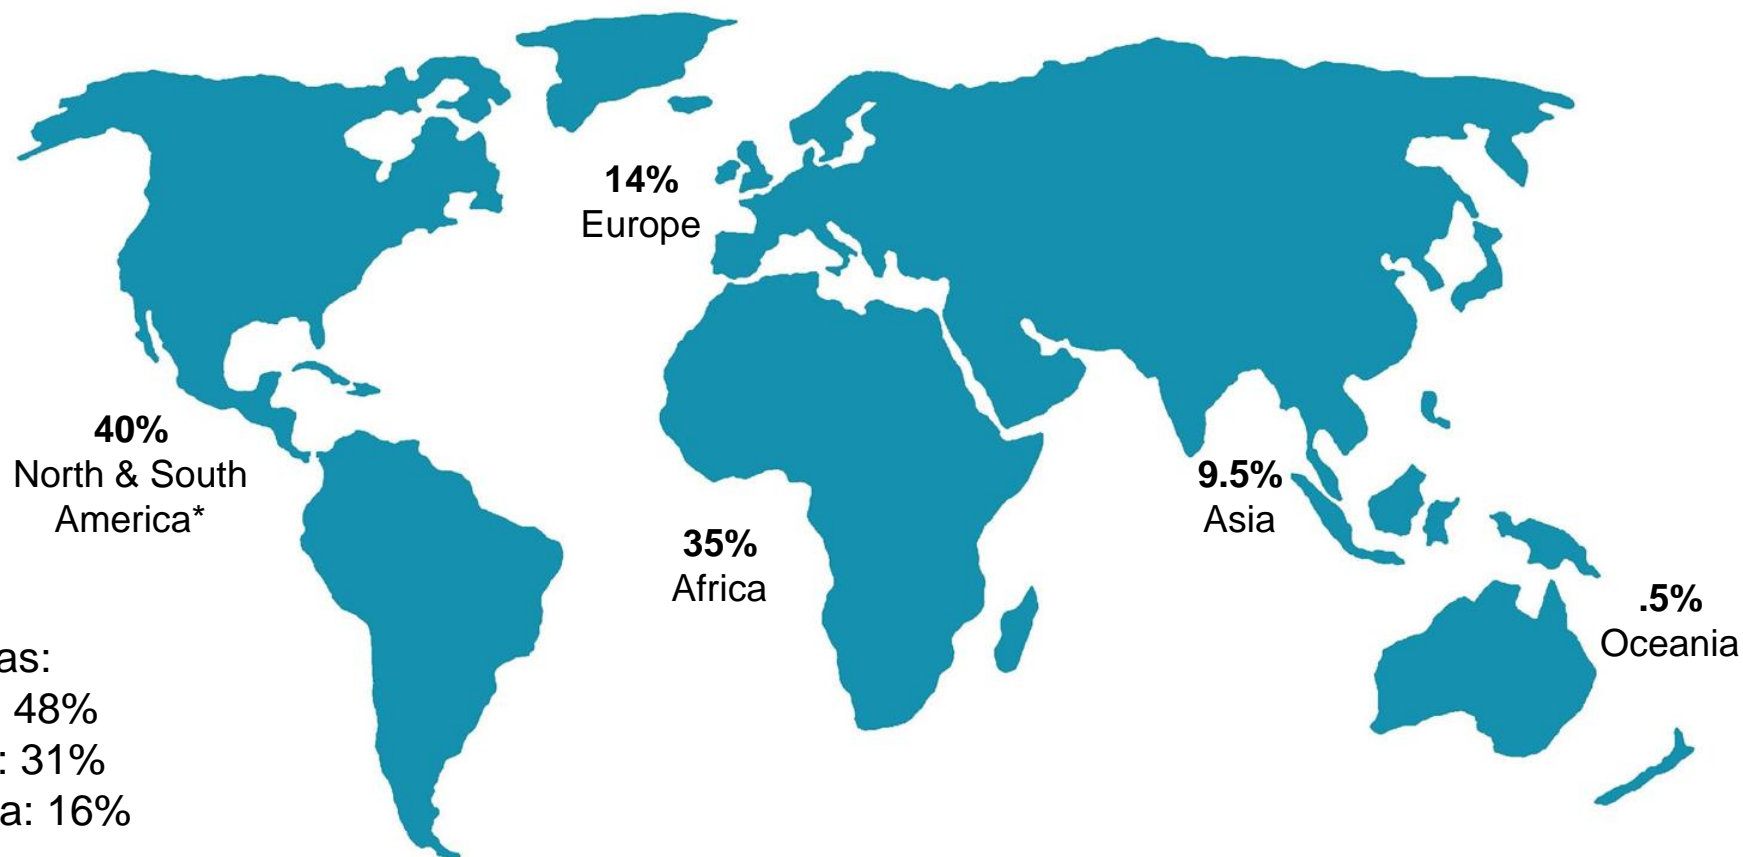 14%
Europe
40%
North & South
America*
9.5%
Asia
35%
Africa
.5%
Oceania
as:
48%
: 31%
a: 16%